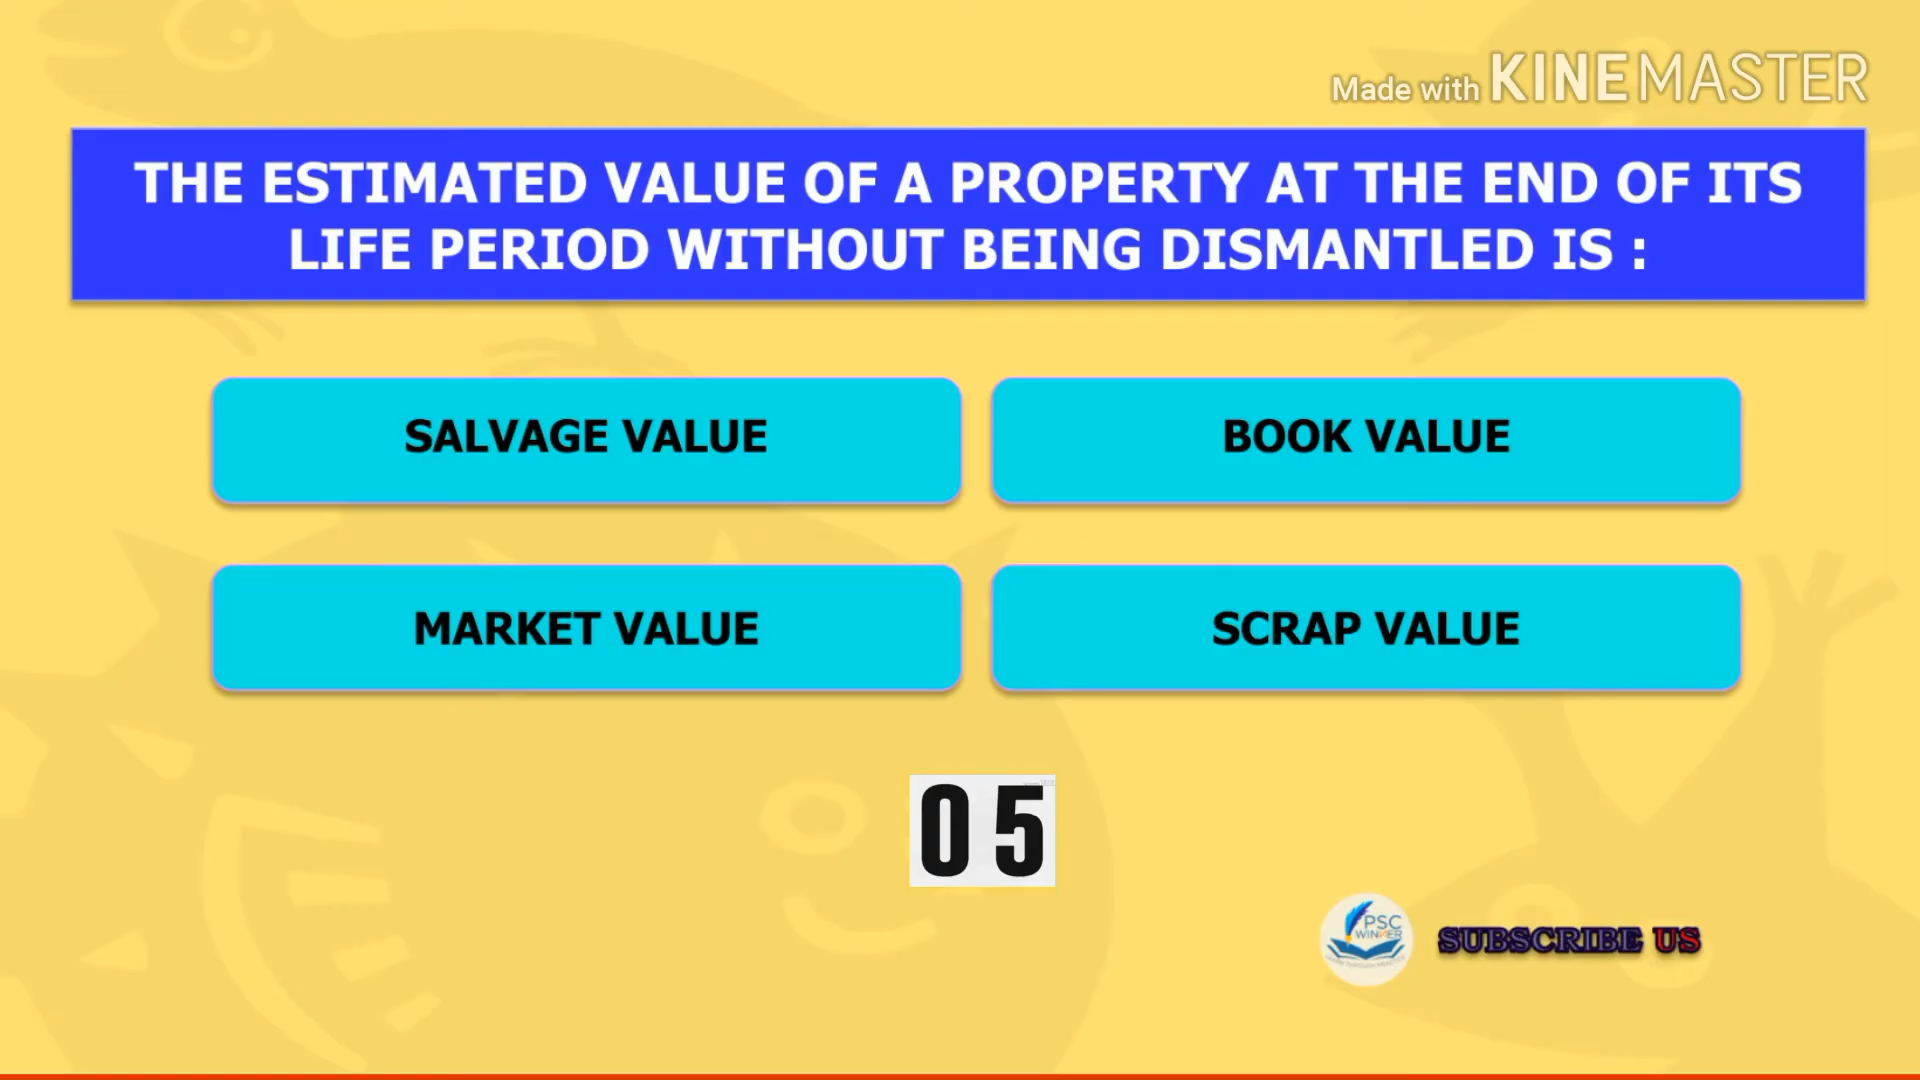 Made with KINEMASTER
THE ESTIMATED VALUE OF A PROPERTY AT THE END OF ITS
LIFE PERIOD WITHOUT BEING DISMANTLED IS :
SALVAGE VALUE
BOOK VALUE
MARKET VALUE
SCRAP VALUE
05
PSC
WINNER
SUBSCRIBE US